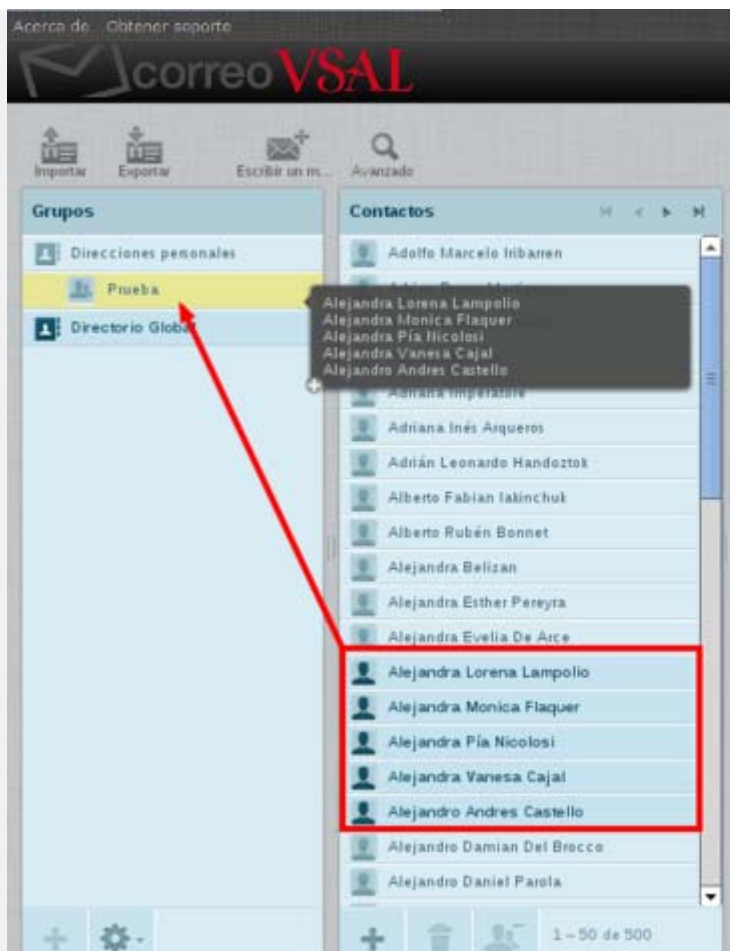 Acerca de Obtener soporte
correo VSAL
Importar Exportar Escribir un m... Avanzado
Grupos
Direcciones personales
Prueba
Directorio Global
Contactos
Adolfo Marcelo Iribarren
Alejandra Lorena Lampolio
Alejandra Monica Flaquer
Alejandra Pía Nicolosi
Alejandra Vanesa Cajal
Alejandro Andres Castello
Adriana Imperatore
Adriana Inés Arqueros
Adrián Leonardo Handoztok
Alberto Fabian Iakinchuk
Alberto Rubén Bonnet
Alejandra Belizan
Alejandra Esther Pereyra
Alejandra Evelia De Arce
Alejandra Lorena Lampolio
Alejandra Monica Flaquer
Alejandra Pía Nicolosi
Alejandra Vanesa Cajal
Alejandro Andres Castello
Alejandro Damian Del Brocco
Alejandro Daniel Parola
1 – 50 de 500